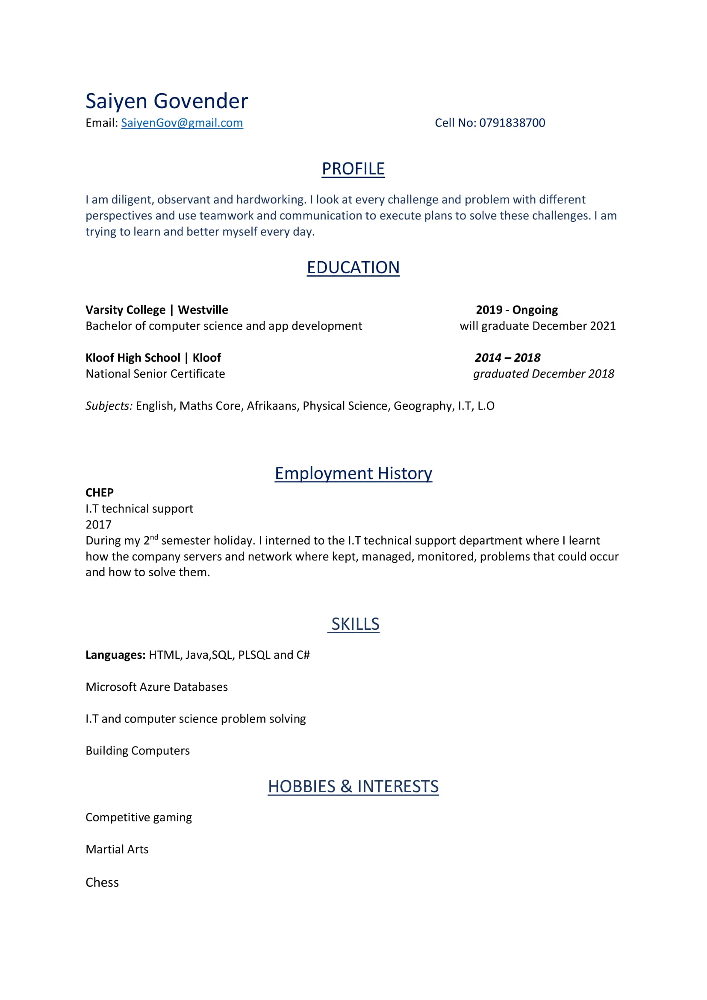 Saiyen Govender
Email: SaiyenGov@gmail.com Cell No: 0791838700
PROFILE
I am diligent, observant and hardworking. I look at every challenge and problem with different
perspectives and use teamwork and communication to execute plans to solve these challenges. I am
trying to learn and better myself every day.
EDUCATION
Varsity College | Westville 2019 - Ongoing
Bachelor of computer science and app development will graduate December 2021
Kloof High School | Kloof 2014 – 2018
National Senior Certificate graduated December 2018
Subjects: English, Maths Core, Afrikaans, Physical Science, Geography, I.T, L.O
Employment History
CHEP
I.T technical support
2017
During my 2nd semester holiday. I interned to the I.T technical support department where I learnt
how the company servers and network where kept, managed, monitored, problems that could occur
and how to solve them.
SKILLS
Languages: HTML, Java,SQL, PLSQL and C#
Microsoft Azure Databases
I.T and computer science problem solving
Building Computers
HOBBIES & INTERESTS
Competitive gaming
Martial Arts
Chess